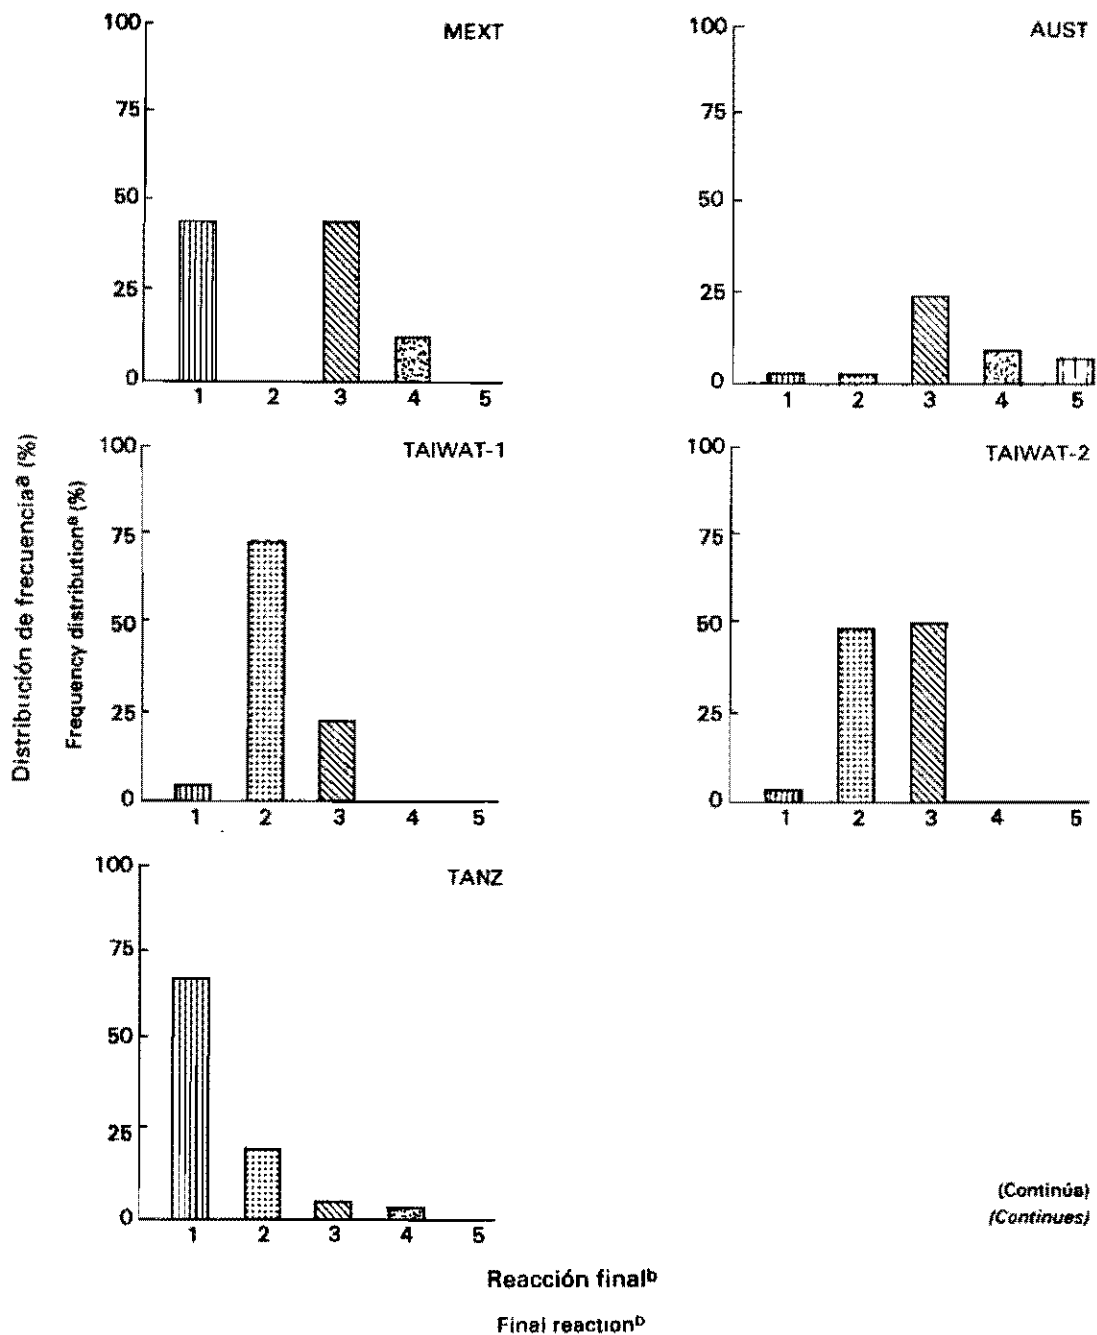 MEXT
100
75
50
25
0
1 2 3 4 5
AUST
100
75
50
25
0
1 2 3 4 5
Distribución de frecuenciaª (%)
Frequency distributionª (%)
TAIWAT-1
100
75
50
25
0
1 2 3 4 5
TAIWAT-2
100
75
50
25
0
1 2 3 4 5
TANZ
100
75
50
25
0
1 2 3 4 5
(Continúa)
(Continues)
Reacción finalᵇ
Final reactionᵇ